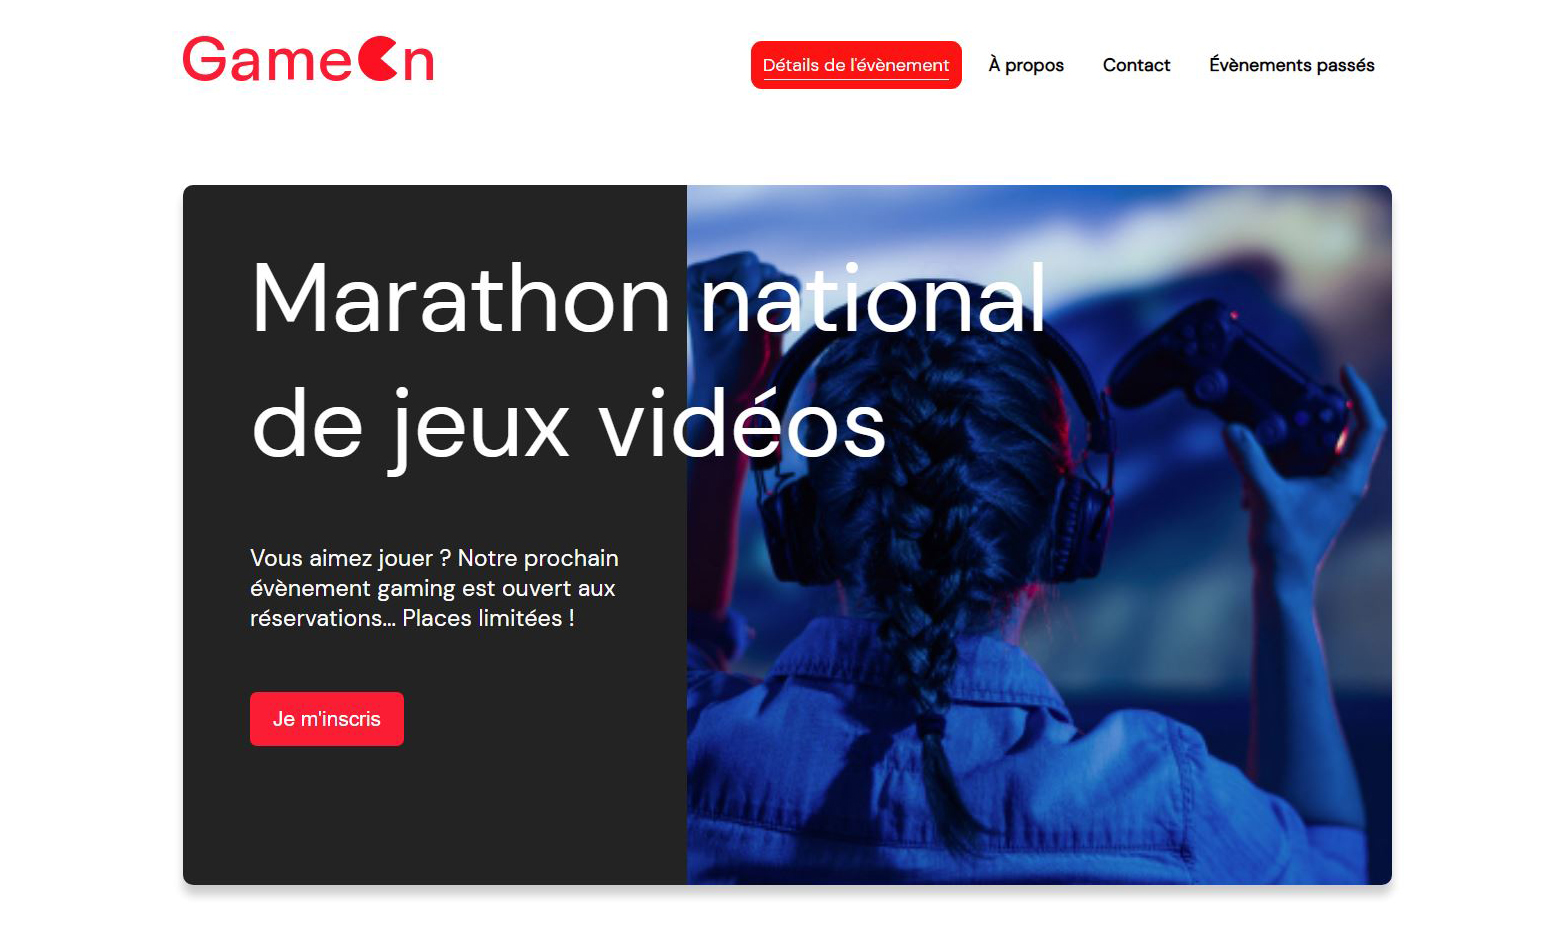 GameOn
Détails de l'évènement
À propos
Contact
Évènements passés
Marathon national
de jeux vidéos
Vous aimez jouer ? Notre prochain
évènement gaming est ouvert aux
réservations... Places limitées !
Je m'inscris